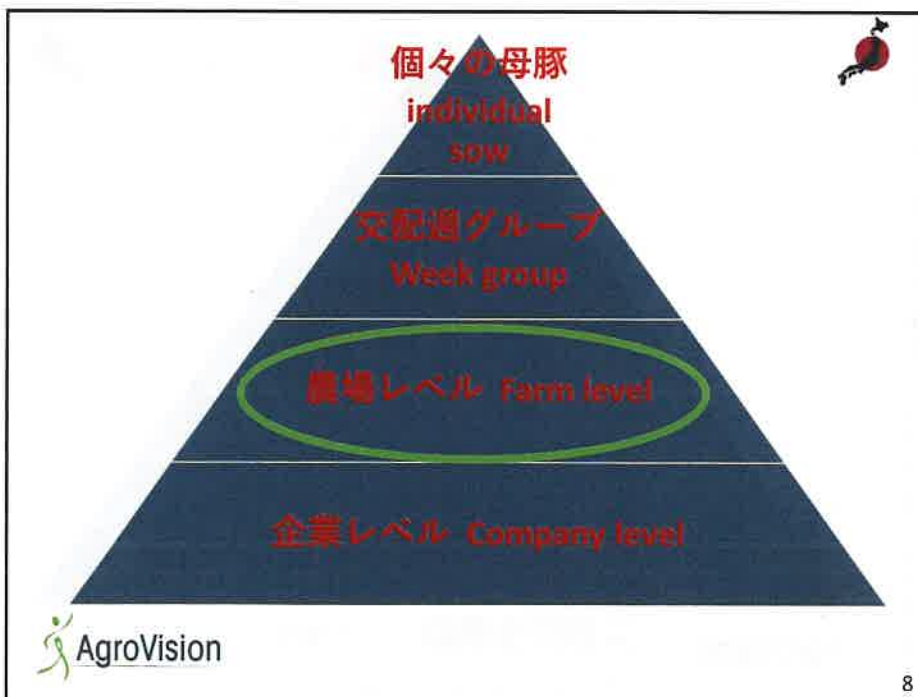 個々の母豚
individual
sow
交配週グループ
Week group
農場レベル Farm level
企業レベル Company level
AgroVision
8